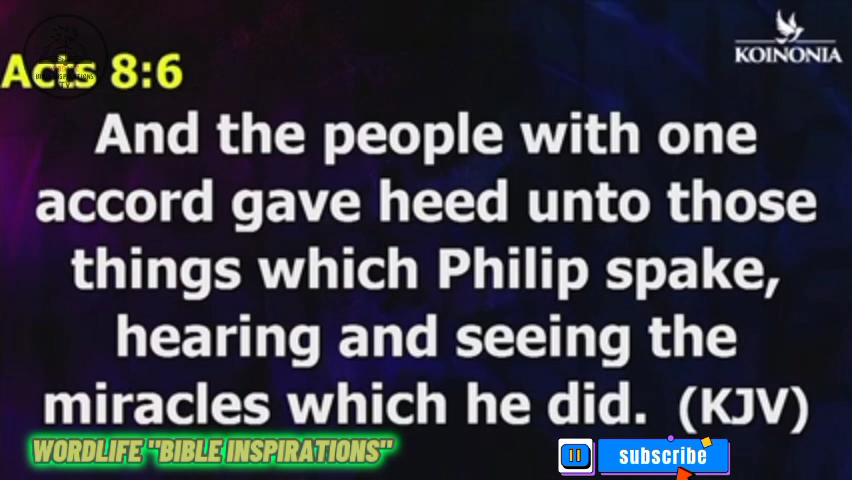 KOINONIA
Acts 8:6
And the people with one
accord gave heed unto those
things which Philip spake,
hearing and seeing the
miracles which he did. (KJV)
WORDLIFE "BIBLE INSPIRATIONS"
subscribe